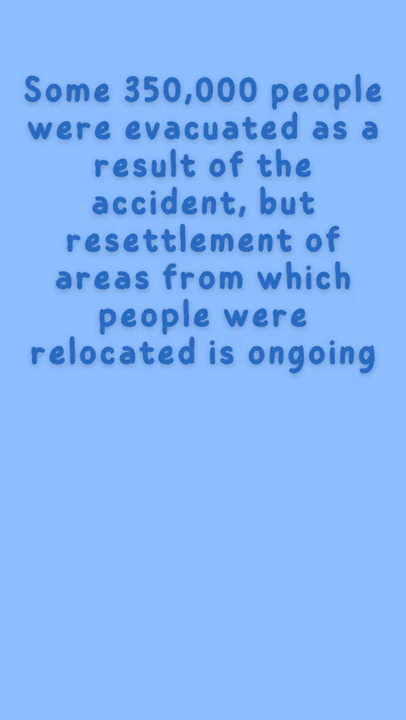 Some 350,000 people
were evacuated as a
result of the
accident, but
resettlement of
areas from which
people were
relocated is ongoing